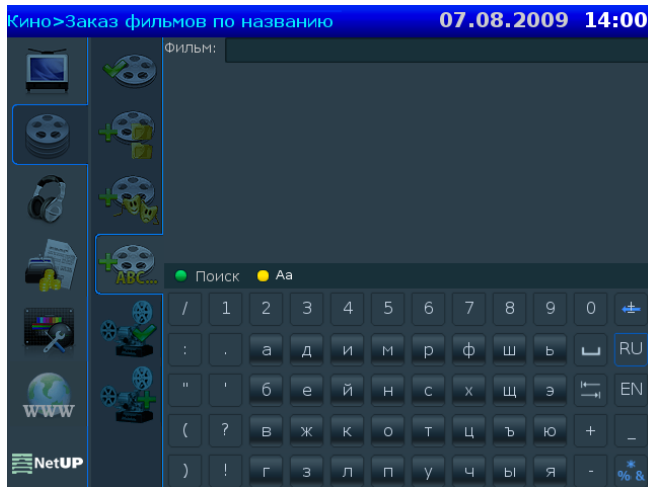 Кино>Заказ фильмов по названию 07.08.2009 14:00
Фильм:
ABC...
Поиск Aa
/ 1 2 3 4 5 6 7 8 9 0
: . а д и м р ф ш ь RU
" ' б е й н с х щ э EN
www
( ? в ж к о т ц ъ ю + _
NetUP
) ! г з л п у ч ы я - * % &